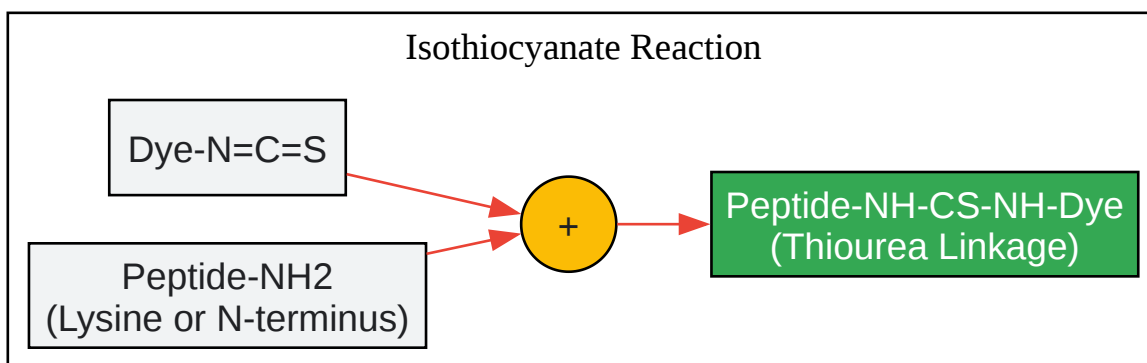 Isothiocyanate Reaction
Dye-N=C=S
Peptide-NH2
(Lysine or N-terminus)
+
Peptide-NH-CS-NH-Dye
(Thiourea Linkage)